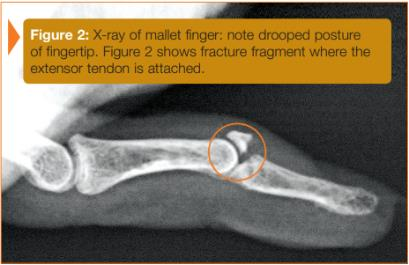 Figure 2: X-ray of mallet finger: note drooped posture
of fingertip. Figure 2 shows fracture fragment where the
extensor tendon is attached.